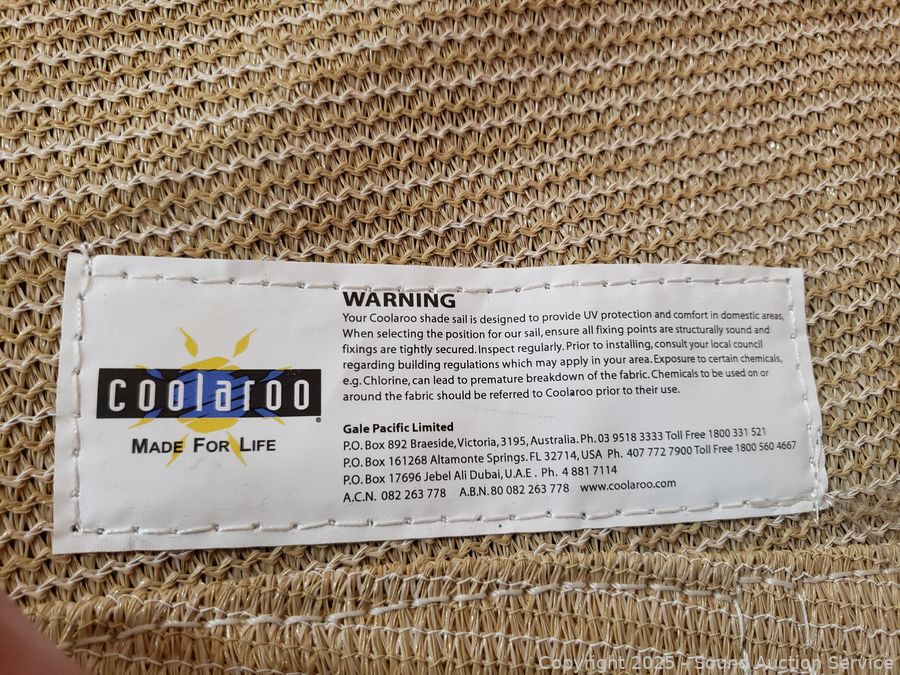 coolaroo
®
MADE FOR LIFE
WARNING
Your Coolaroo shade sail is designed to provide UV protection and comfort in domestic areas.
When selecting the position for our sail, ensure all fixing points are structurally sound and
fixings are tightly secured. Inspect regularly. Prior to installing, consult your local council
regarding building regulations which may apply in your area. Exposure to certain chemicals,
e.g. Chlorine, can lead to premature breakdown of the fabric. Chemicals to be used on or
around the fabric should be referred to Coolaroo prior to their use.
Gale Pacific Limited
P.O. Box 892 Braeside, Victoria, 3195, Australia. Ph. 03 9518 3333 Toll Free 1800 331 521
P.O. Box 161268 Altamonte Springs. FL 32714, USA Ph. 407 772 7900 Toll Free 1800 560 4667
P.O. Box 17696 Jebel Ali Dubai, U.A.E. Ph. 4 881 7114
A.C.N. 082 263 778 A.B.N. 80 082 263 778 www.coolaroo.com
Copyright 2025 - Sound Auction Service